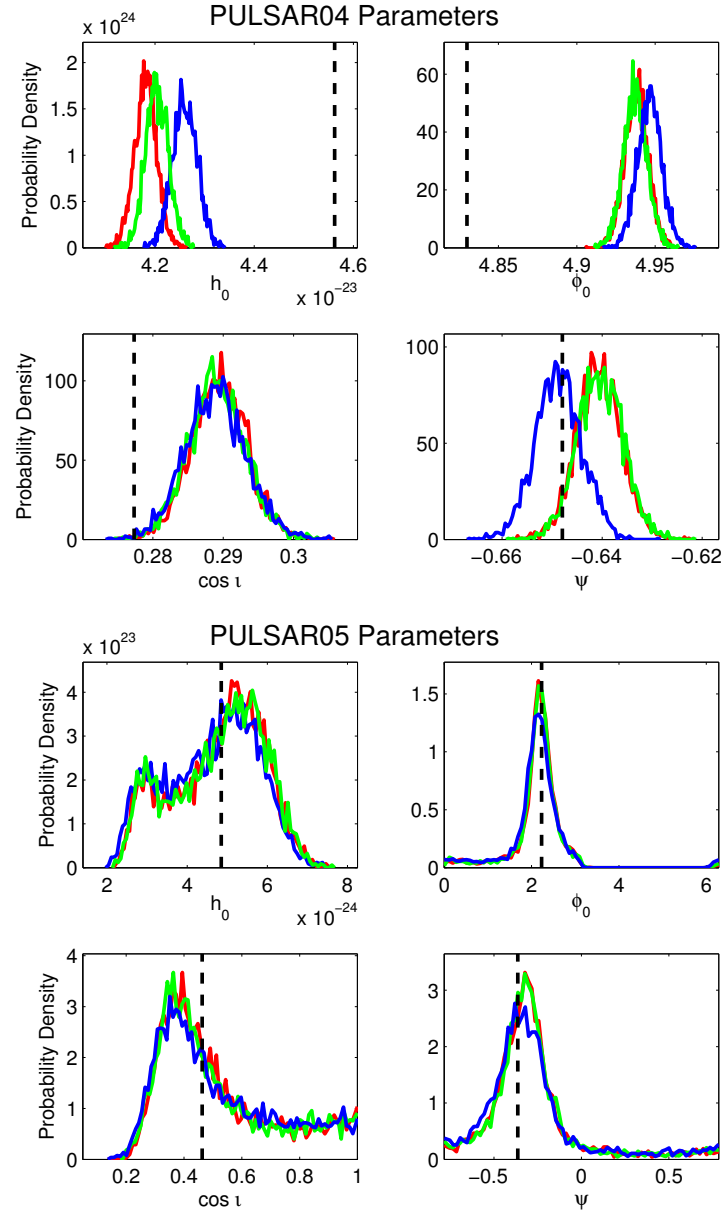 PULSAR04 Parameters
x 10^24
Probability Density
2
1.5
1
0.5
0
4.2 4.4 4.6
h_0
x 10^−23
60
40
20
0
4.85 4.9 4.95
ϕ_0
Probability Density
100
50
0
0.28 0.29 0.3
cos ι
100
50
0
−0.66 −0.64 −0.62
ψ
PULSAR05 Parameters
x 10^23
Probability Density
4
3
2
1
0
2 4 6 8
h_0
x 10^−24
1.5
1
0.5
0
0 2 4 6
ϕ_0
Probability Density
4
3
2
1
0
0.2 0.4 0.6 0.8 1
cos ι
3
2
1
0
−0.5 0 0.5
ψ